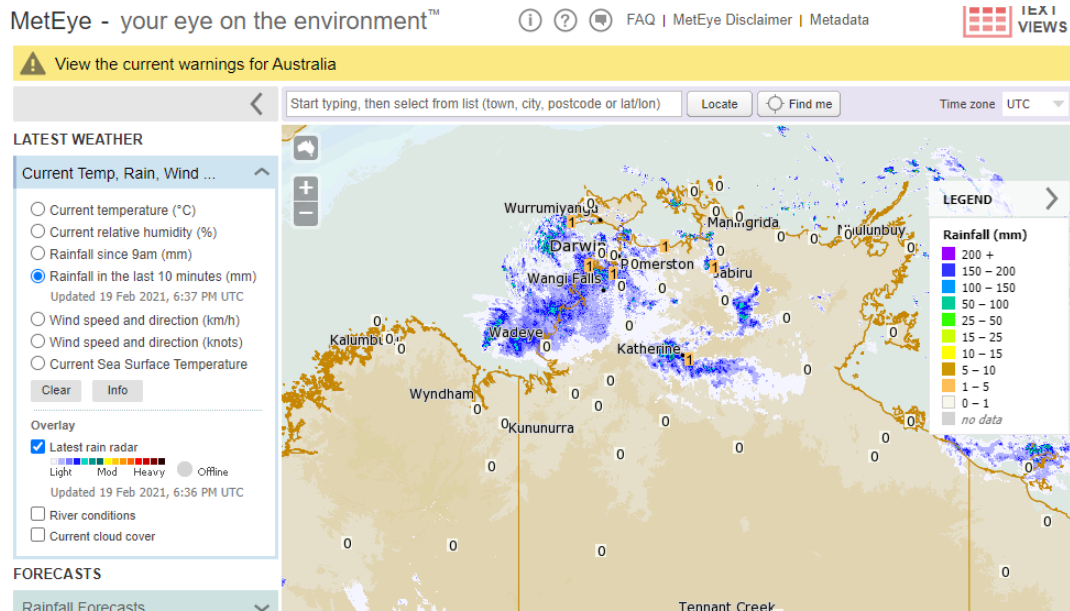 MetEye - your eye on the environment™
FAQ | MetEye Disclaimer | Metadata
TEXT
VIEWS
View the current warnings for Australia
Start typing, then select from list (town, city, postcode or lat/lon)
Locate
Find me
Time zone UTC
LATEST WEATHER
Current Temp, Rain, Wind ...
Current temperature (°C)
Current relative humidity (%)
Rainfall since 9am (mm)
Rainfall in the last 10 minutes (mm)
Updated 19 Feb 2021, 6:37 PM UTC
Wind speed and direction (km/h)
Wind speed and direction (knots)
Current Sea Surface Temperature
Clear
Info
Overlay
Latest rain radar
Light Mod Heavy Offline
Updated 19 Feb 2021, 6:36 PM UTC
River conditions
Current cloud cover
FORECASTS
Rainfall Forecasts
Wurrumiyanga
Maningrida
Nhulunbuy
Darwin
Palmerston
Wangi Falls
Jabiru
Wadeye
Kalumburu
Katherine
Wyndham
Kununurra
Tennant Creek
LEGEND
Rainfall (mm)
200 +
150 – 200
100 – 150
50 – 100
25 – 50
15 – 25
10 – 15
5 – 10
1 – 5
0 – 1
no data